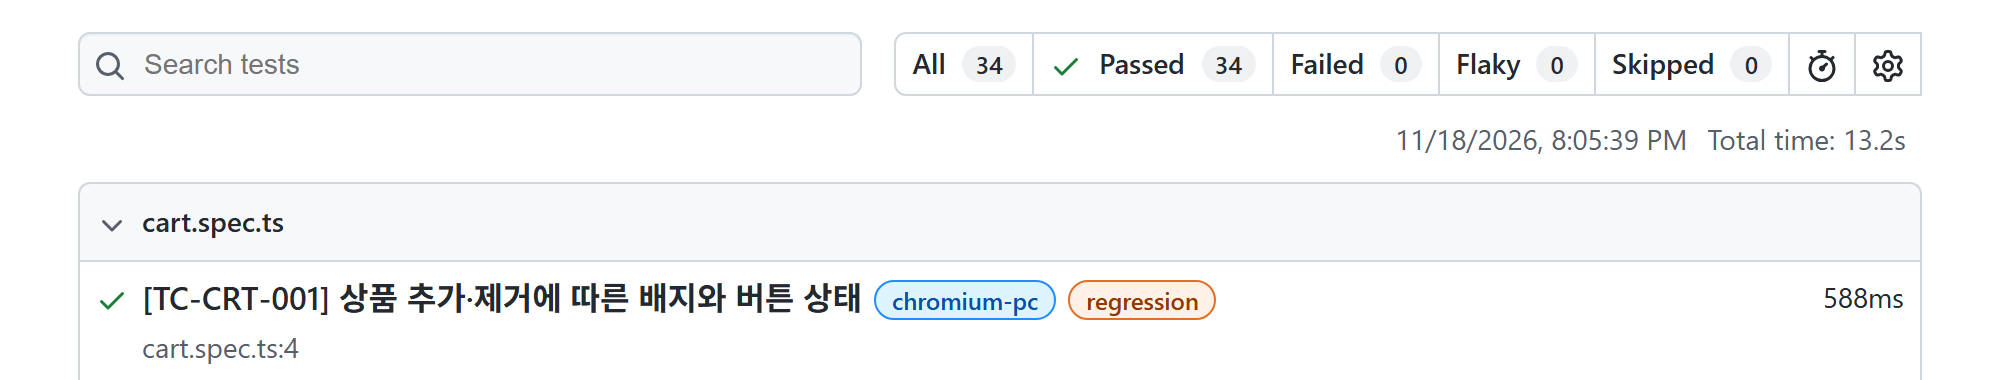 Search tests
All 34 Passed 34 Failed 0 Flaky 0 Skipped 0
11/18/2026, 8:05:39 PM Total time: 13.2s
cart.spec.ts
[TC-CRT-001] 상품 추가·제거에 따른 배지와 버튼 상태 chromium-pc regression 588ms
cart.spec.ts:4